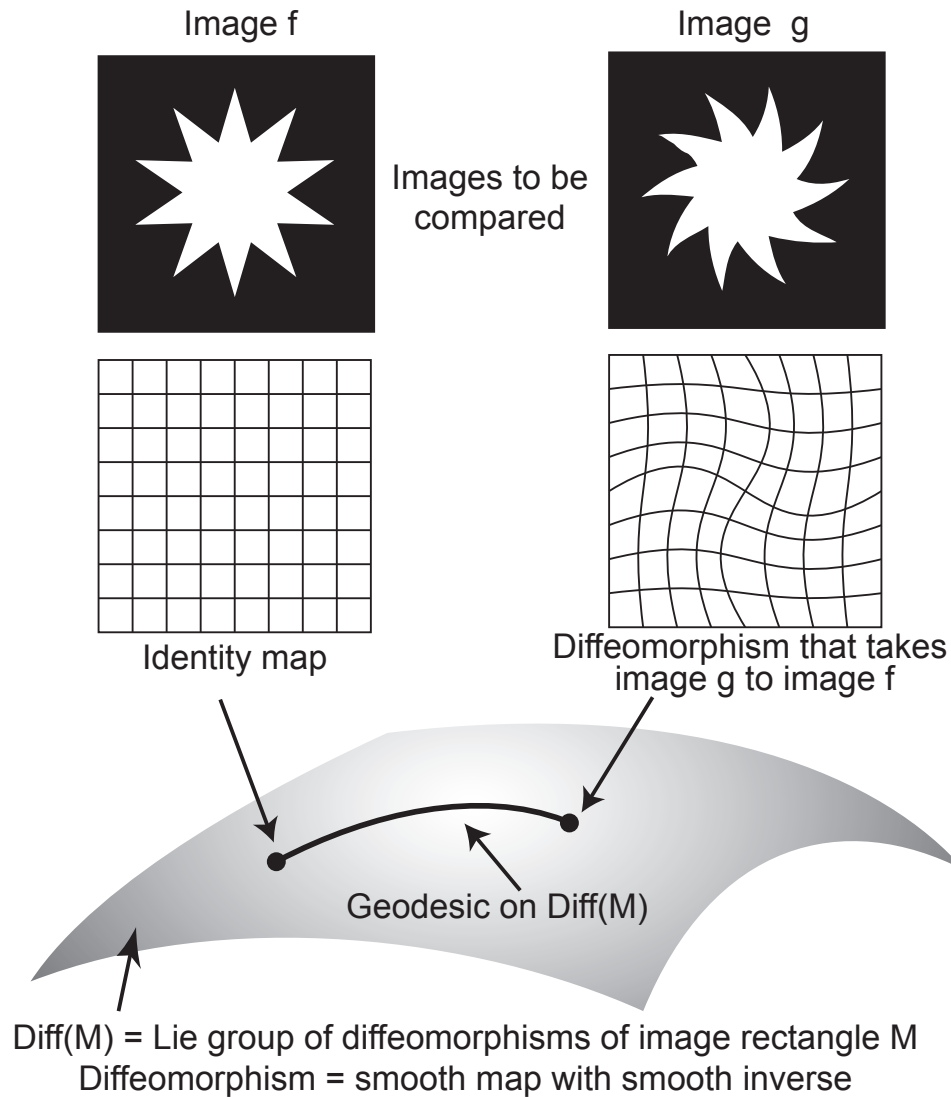 Image f
Image g
Images to be
compared
Identity map
Diffeomorphism that takes
image g to image f
Geodesic on Diff(M)
Diff(M) = Lie group of diffeomorphisms of image rectangle M
Diffeomorphism = smooth map with smooth inverse